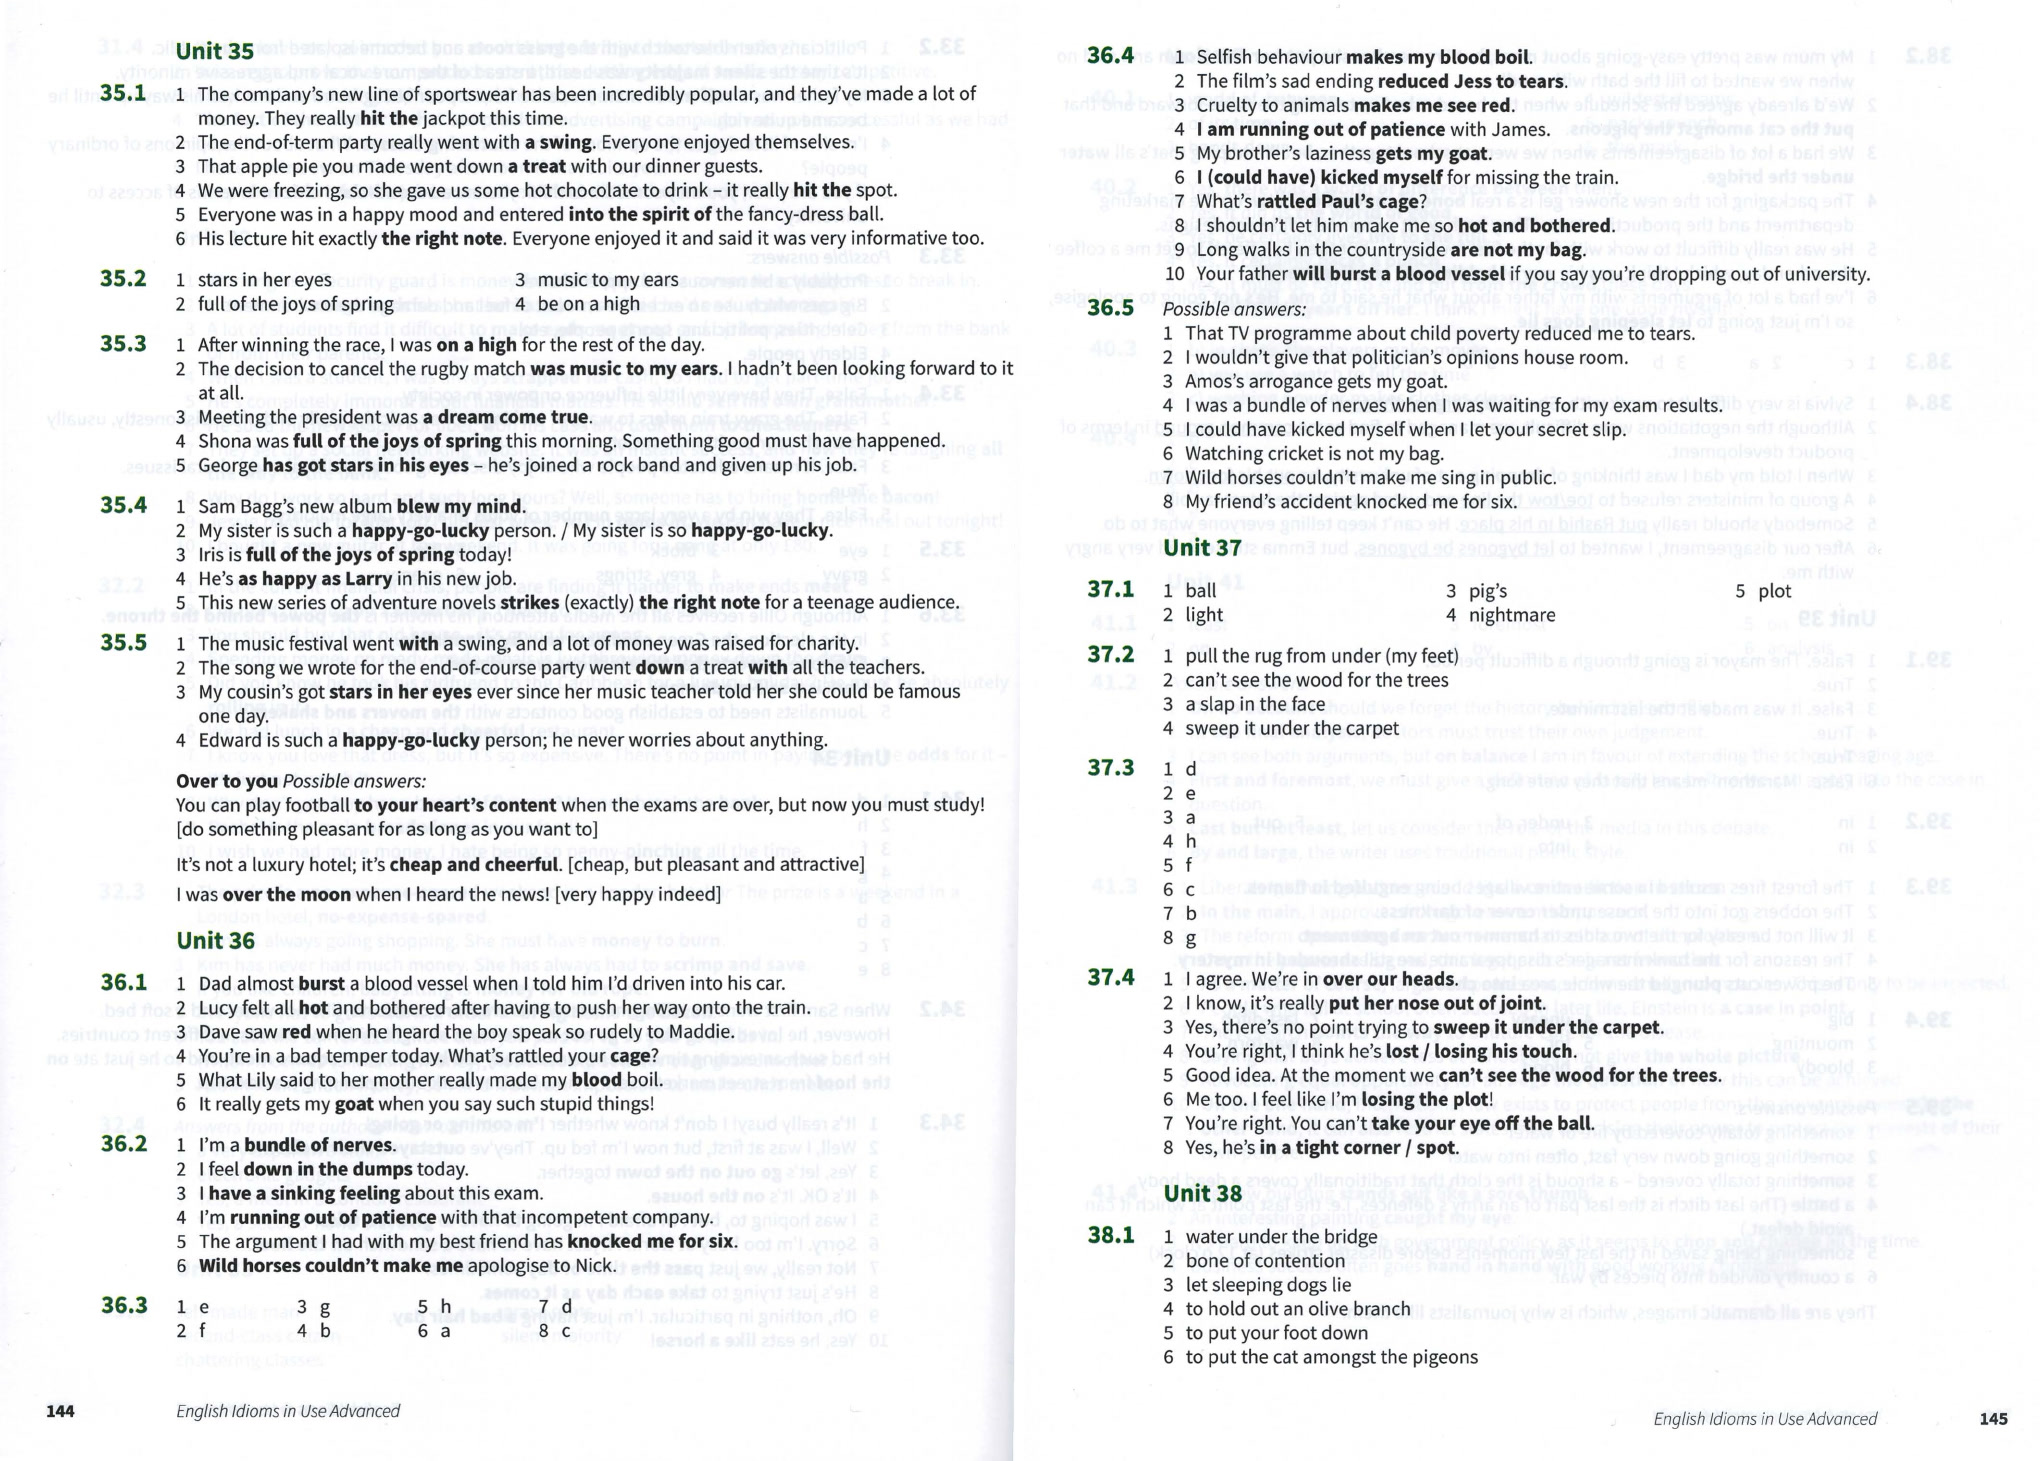 Unit 35
35.1 1 The company's new line of sportswear has been incredibly popular, and they've made a lot of
money. They really hit the jackpot this time.
2 The end-of-term party really went with a swing. Everyone enjoyed themselves.
3 That apple pie you made went down a treat with our dinner guests.
4 We were freezing, so she gave us some hot chocolate to drink – it really hit the spot.
5 Everyone was in a happy mood and entered into the spirit of the fancy-dress ball.
6 His lecture hit exactly the right note. Everyone enjoyed it and said it was very informative too.
35.2 1 stars in her eyes 3 music to my ears
2 full of the joys of spring 4 be on a high
35.3 1 After winning the race, I was on a high for the rest of the day.
2 The decision to cancel the rugby match was music to my ears. I hadn't been looking forward to it
at all.
3 Meeting the president was a dream come true.
4 Shona was full of the joys of spring this morning. Something good must have happened.
5 George has got stars in his eyes – he's joined a rock band and given up his job.
35.4 1 Sam Bagg's new album blew my mind.
2 My sister is such a happy-go-lucky person. / My sister is so happy-go-lucky.
3 Iris is full of the joys of spring today!
4 He's as happy as Larry in his new job.
5 This new series of adventure novels strikes (exactly) the right note for a teenage audience.
35.5 1 The music festival went with a swing, and a lot of money was raised for charity.
2 The song we wrote for the end-of-course party went down a treat with all the teachers.
3 My cousin's got stars in her eyes ever since her music teacher told her she could be famous
one day.
4 Edward is such a happy-go-lucky person; he never worries about anything.
Over to you Possible answers:
You can play football to your heart's content when the exams are over, but now you must study!
[do something pleasant for as long as you want to]
It's not a luxury hotel; it's cheap and cheerful. [cheap, but pleasant and attractive]
I was over the moon when I heard the news! [very happy indeed]
Unit 36
36.1 1 Dad almost burst a blood vessel when I told him I'd driven into his car.
2 Lucy felt all hot and bothered after having to push her way onto the train.
3 Dave saw red when he heard the boy speak so rudely to Maddie.
4 You're in a bad temper today. What's rattled your cage?
5 What Lily said to her mother really made my blood boil.
6 It really gets my goat when you say such stupid things!
36.2 1 I'm a bundle of nerves.
2 I feel down in the dumps today.
3 I have a sinking feeling about this exam.
4 I'm running out of patience with that incompetent company.
5 The argument I had with my best friend has knocked me for six.
6 Wild horses couldn't make me apologise to Nick.
36.3 1 e 3 g 5 h 7 d
2 f 4 b 6 a 8 c
144 English Idioms in Use Advanced
36.4 1 Selfish behaviour makes my blood boil.
2 The film's sad ending reduced Jess to tears.
3 Cruelty to animals makes me see red.
4 I am running out of patience with James.
5 My brother's laziness gets my goat.
6 I (could have) kicked myself for missing the train.
7 What's rattled Paul's cage?
8 I shouldn't let him make me so hot and bothered.
9 Long walks in the countryside are not my bag.
10 Your father will burst a blood vessel if you say you're dropping out of university.
36.5 Possible answers:
1 That TV programme about child poverty reduced me to tears.
2 I wouldn't give that politician's opinions house room.
3 Amos's arrogance gets my goat.
4 I was a bundle of nerves when I was waiting for my exam results.
5 I could have kicked myself when I let your secret slip.
6 Watching cricket is not my bag.
7 Wild horses couldn't make me sing in public.
8 My friend's accident knocked me for six.
Unit 37
37.1 1 ball 3 pig's 5 plot
2 light 4 nightmare
37.2 1 pull the rug from under (my feet)
2 can't see the wood for the trees
3 a slap in the face
4 sweep it under the carpet
37.3 1 d
2 e
3 a
4 h
5 f
6 c
7 b
8 g
37.4 1 I agree. We're in over our heads.
2 I know, it's really put her nose out of joint.
3 Yes, there's no point trying to sweep it under the carpet.
4 You're right, I think he's lost / losing his touch.
5 Good idea. At the moment we can't see the wood for the trees.
6 Me too. I feel like I'm losing the plot!
7 You're right. You can't take your eye off the ball.
8 Yes, he's in a tight corner / spot.
Unit 38
38.1 1 water under the bridge
2 bone of contention
3 let sleeping dogs lie
4 to hold out an olive branch
5 to put your foot down
6 to put the cat amongst the pigeons
English Idioms in Use Advanced 145